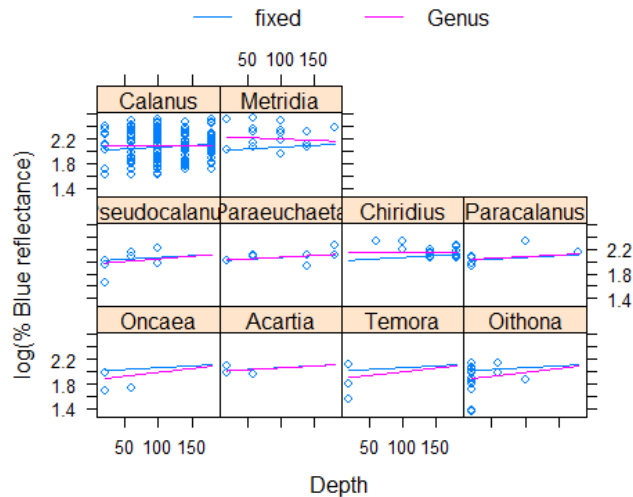 fixed Genus
50 100 150
Calanus Metridia
2.2
1.8
1.4
seudocalanu Paraeuchaeta Chiridius Paracalanus
2.2
1.8
1.4
Oncaea Acartia Temora Oithona
2.2
1.8
1.4
50 100 150 50 100 150
Depth
log(% Blue reflectance)